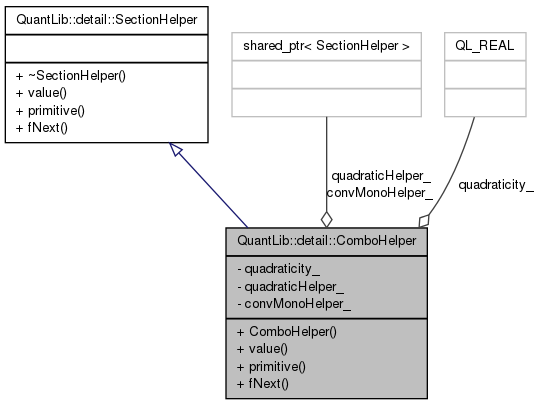 QuantLib::detail::SectionHelper
+ ~SectionHelper()
+ value()
+ primitive()
+ fNext()
shared_ptr< SectionHelper >
QL_REAL
quadraticHelper_
convMonoHelper_
quadraticity_
QuantLib::detail::ComboHelper
- quadraticity_
- quadraticHelper_
- convMonoHelper_
+ ComboHelper()
+ value()
+ primitive()
+ fNext()